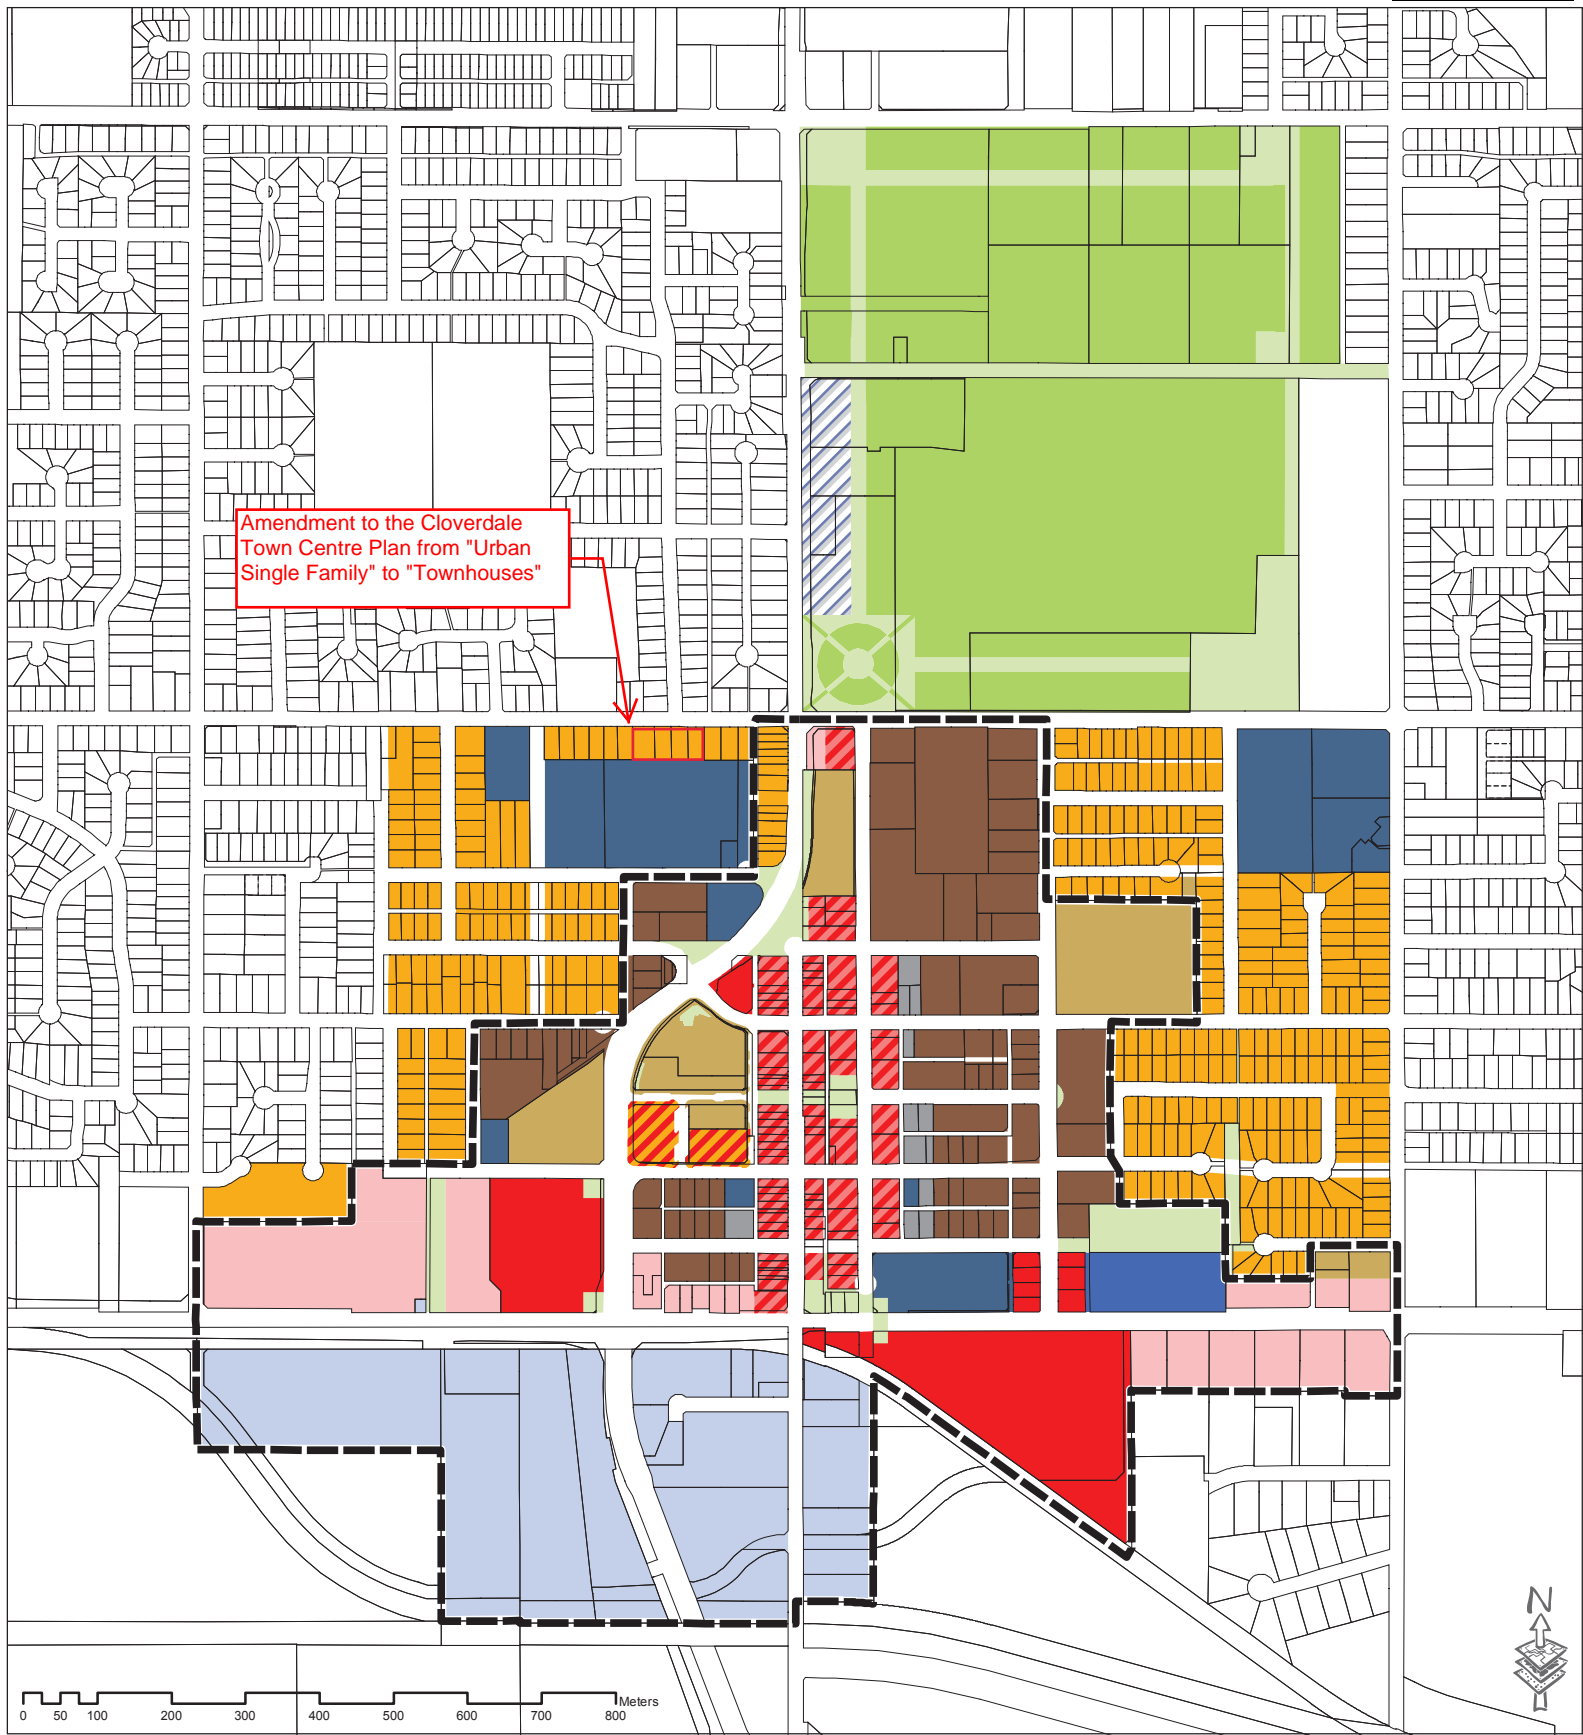 Amendment to the Cloverdale
Town Centre Plan from "Urban
Single Family" to "Townhouses"
N
Meters
0 50 100 200 300 400 500 600 700 800